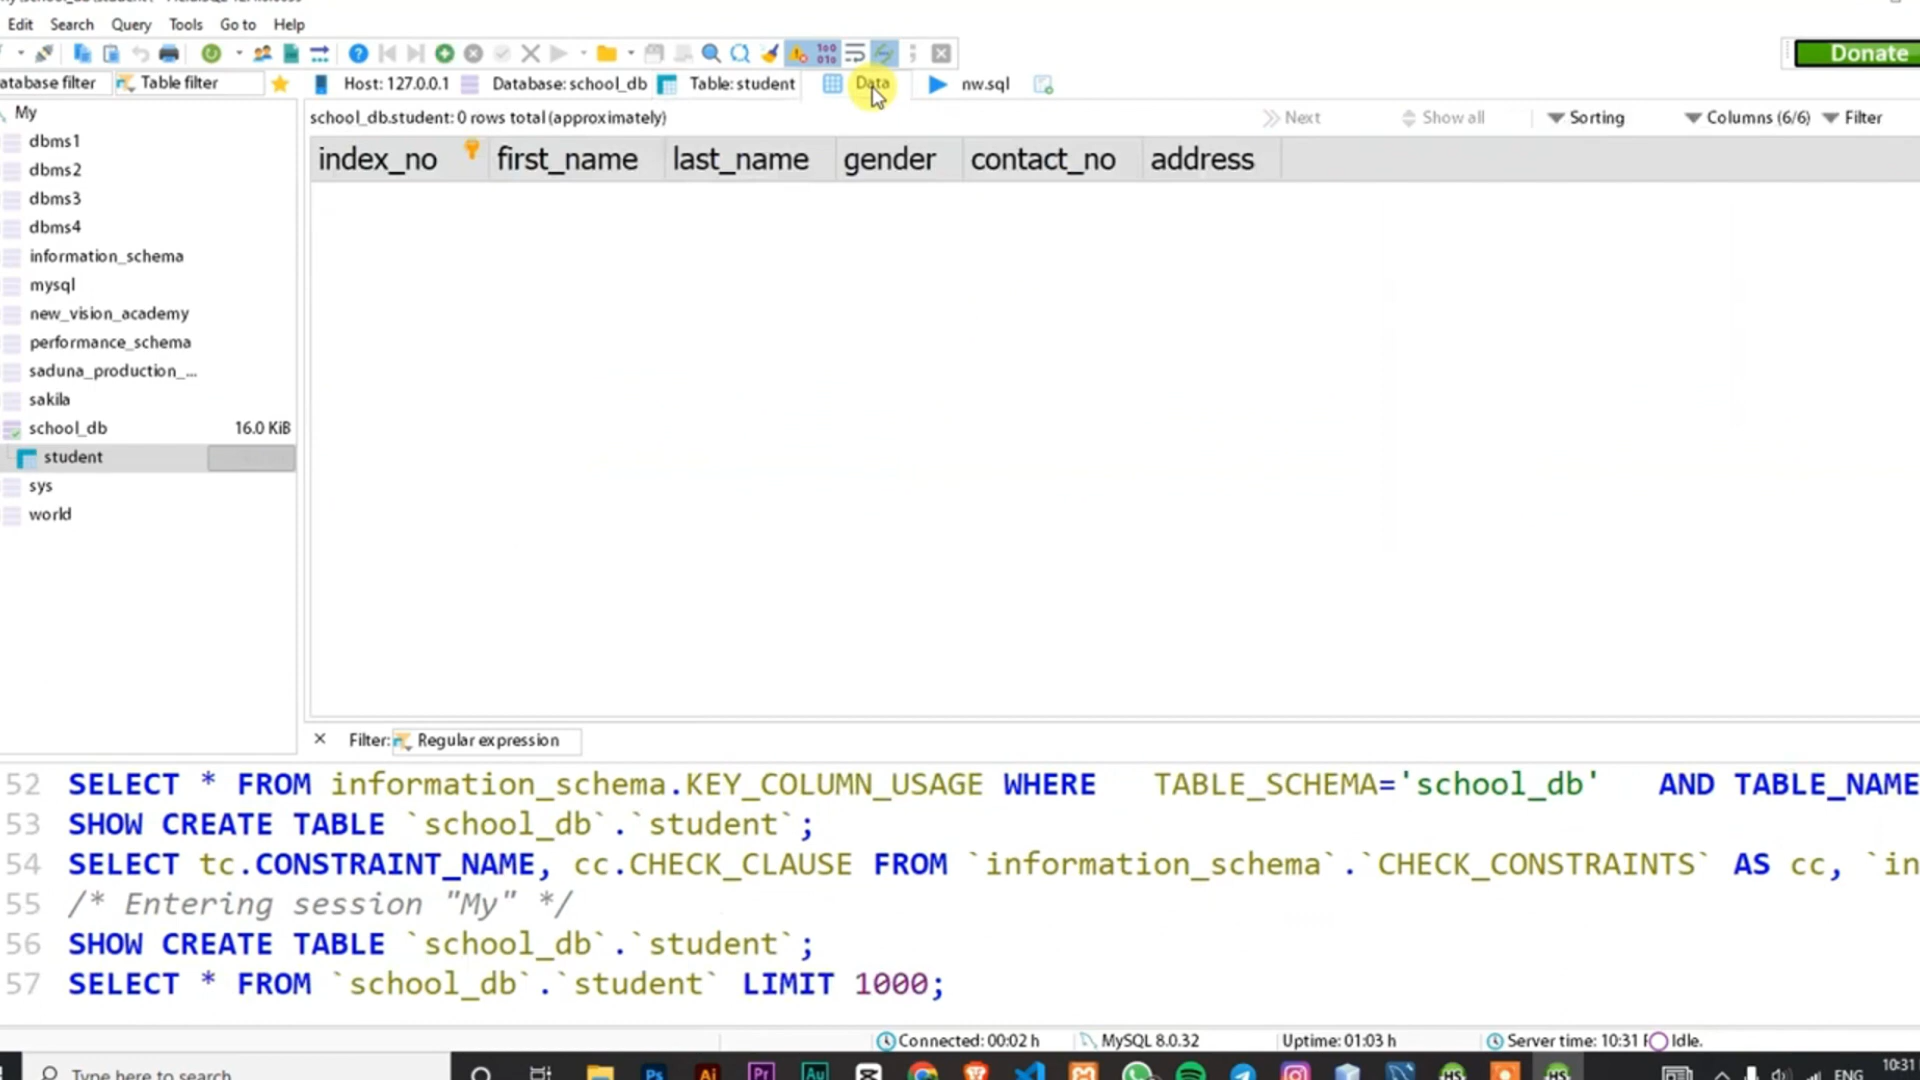 Edit Search Query Tools Go to Help
Donate
atabase filter Table filter Host: 127.0.0.1 Database: school_db Table: student Data nw.sql
school_db.student: 0 rows total (approximately) Next Show all Sorting Columns (6/6) Filter
index_no first_name last_name gender contact_no address
My
dbms1
dbms2
dbms3
dbms4
information_schema
mysql
new_vision_academy
performance_schema
saduna_production_...
sakila
school_db 16.0 KiB
student
sys
world
Filter: Regular expression
52 SELECT * FROM information_schema.KEY_COLUMN_USAGE WHERE TABLE_SCHEMA='school_db' AND TABLE_NAME
53 SHOW CREATE TABLE `school_db`.`student`;
54 SELECT tc.CONSTRAINT_NAME, cc.CHECK_CLAUSE FROM `information_schema`.`CHECK_CONSTRAINTS` AS cc, `in
55 /* Entering session "My" */
56 SHOW CREATE TABLE `school_db`.`student`;
57 SELECT * FROM `school_db`.`student` LIMIT 1000;
Connected: 00:02 h MySQL 8.0.32 Uptime: 01:03 h Server time: 10:31 Idle.
Type here to search Ps Ai Pr Au HS HS ENG 10:31